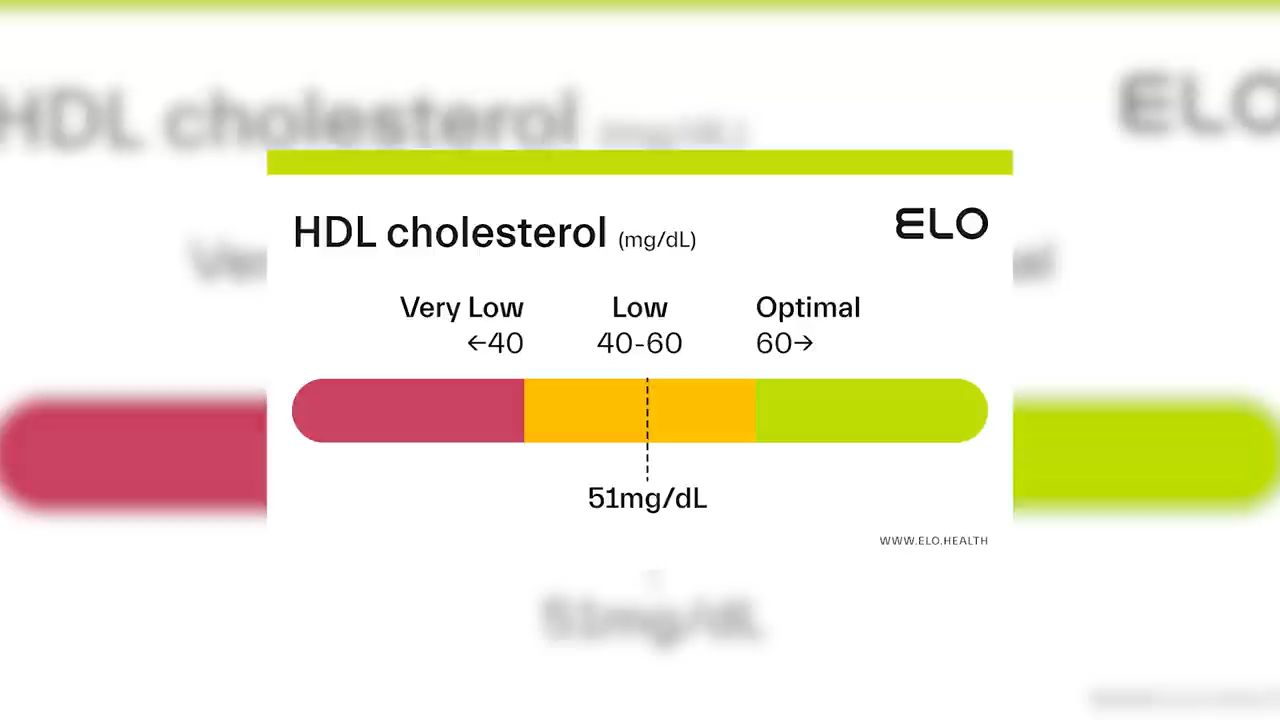 HDL cholesterol (mg/dL)
ELO
Very Low
←40
Low
40-60
Optimal
60→
51mg/dL
WWW.ELO.HEALTH